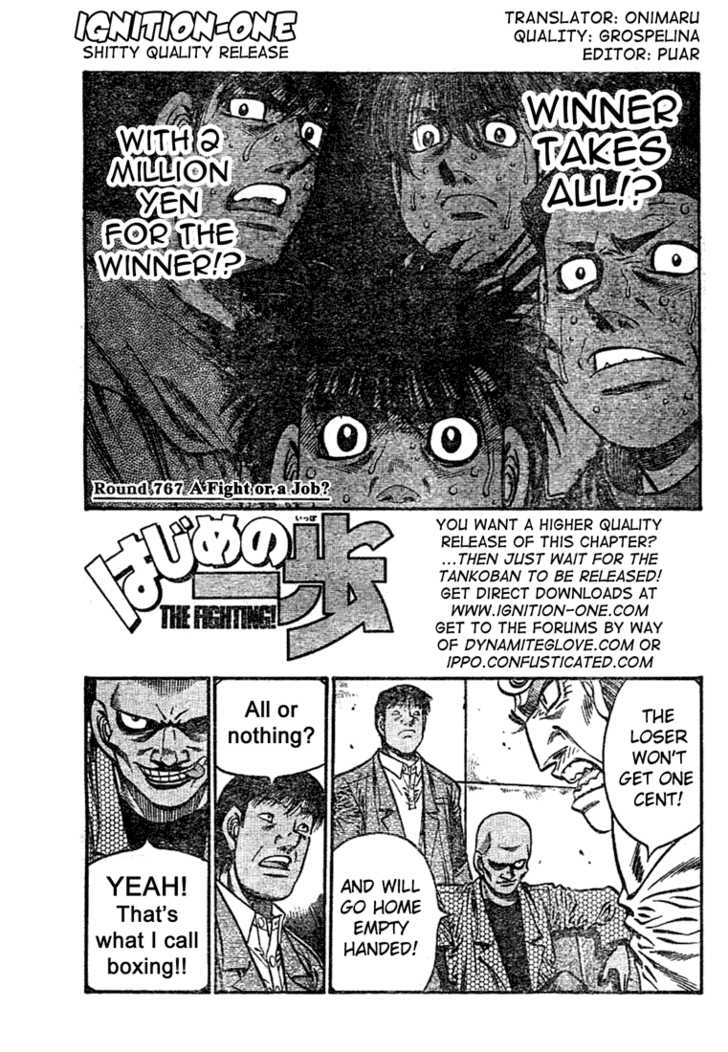 IGNITION-ONE
SHITTY QUALITY RELEASE
TRANSLATOR: ONIMARU
QUALITY: GROSPELINA
EDITOR: PUAR
WINNER
TAKES
ALL!?
WITH 2
MILLION
YEN
FOR THE
WINNER!?
Round 767 A Fight or a Job?
はじめの一歩
いっぽ
THE FIGHTING!
YOU WANT A HIGHER QUALITY
RELEASE OF THIS CHAPTER?
...THEN JUST WAIT FOR THE
TANKOBAN TO BE RELEASED!
GET DIRECT DOWNLOADS AT
WWW.IGNITION-ONE.COM
GET TO THE FORUMS BY WAY
OF DYNAMITEGLOVE.COM OR
IPPO.CONFUSTICATED.COM
THE
LOSER
WON'T
GET ONE
CENT!
AND WILL
GO HOME
EMPTY
HANDED!
All or
nothing?
YEAH!
That's
what I call
boxing!!